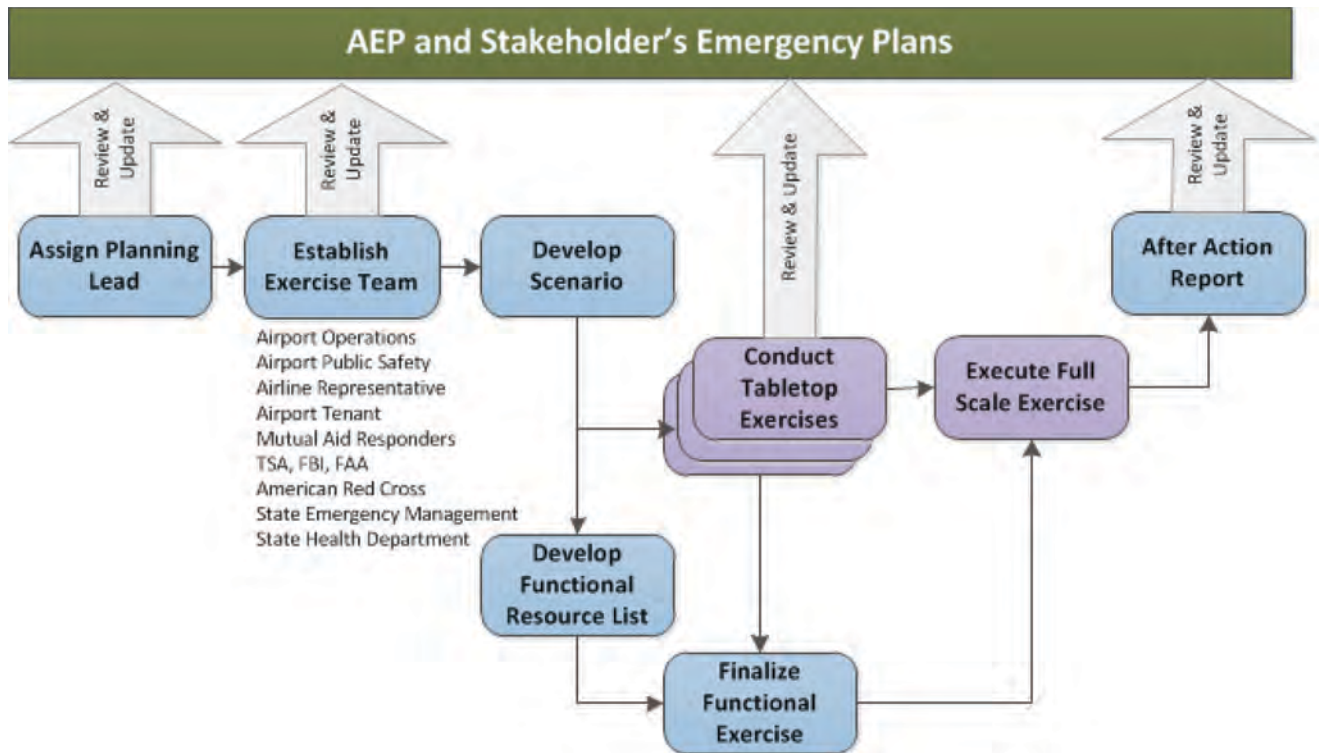 AEP and Stakeholder's Emergency Plans
Review &
Update
Review &
Update
Review & Update
Review &
Update
Assign Planning
Lead
Establish
Exercise Team
Develop
Scenario
After Action
Report
Airport Operations
Airport Public Safety
Airline Representative
Airport Tenant
Mutual Aid Responders
TSA, FBI, FAA
American Red Cross
State Emergency Management
State Health Department
Conduct
Tabletop
Exercises
Execute Full
Scale Exercise
Develop
Functional
Resource List
Finalize
Functional
Exercise